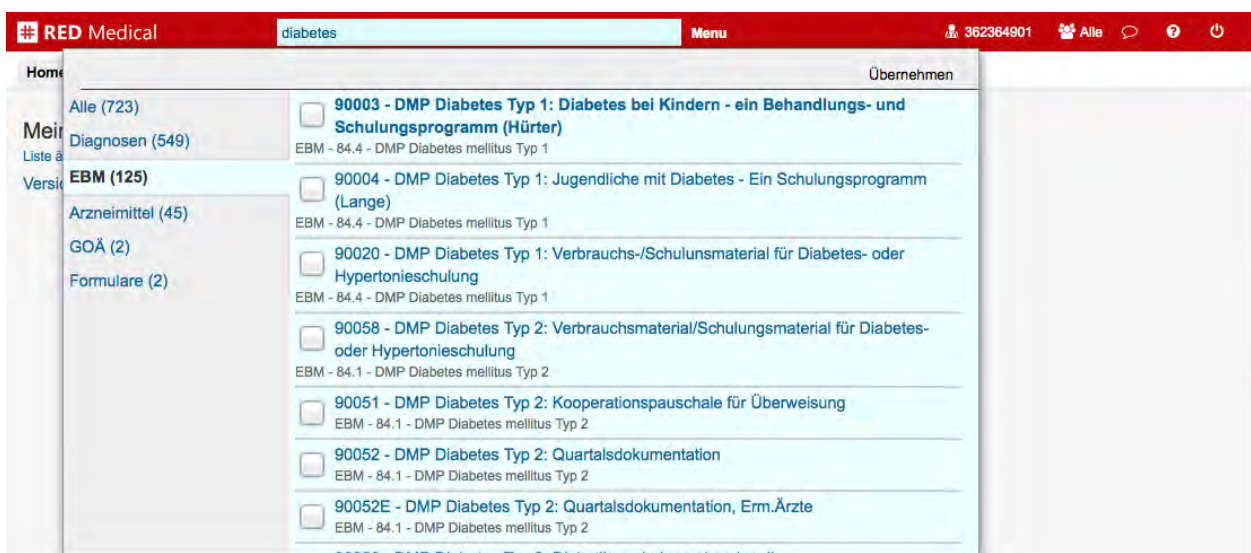 RED Medical
diabetes
Menu
362364901
Alle
Home
Übernehmen
Mein
Liste ä
Versio
Alle (723)
Diagnosen (549)
EBM (125)
Arzneimittel (45)
GOÄ (2)
Formulare (2)
90003 - DMP Diabetes Typ 1: Diabetes bei Kindern - ein Behandlungs- und
Schulungsprogramm (Hürter)
EBM - 84.4 - DMP Diabetes mellitus Typ 1
90004 - DMP Diabetes Typ 1: Jugendliche mit Diabetes - Ein Schulungsprogramm
(Lange)
EBM - 84.4 - DMP Diabetes mellitus Typ 1
90020 - DMP Diabetes Typ 1: Verbrauchs-/Schulunsmaterial für Diabetes- oder
Hypertonieschulung
EBM - 84.4 - DMP Diabetes mellitus Typ 1
90058 - DMP Diabetes Typ 2: Verbrauchsmaterial/Schulungsmaterial für Diabetes-
oder Hypertonieschulung
EBM - 84.1 - DMP Diabetes mellitus Typ 2
90051 - DMP Diabetes Typ 2: Kooperationspauschale für Überweisung
EBM - 84.1 - DMP Diabetes mellitus Typ 2
90052 - DMP Diabetes Typ 2: Quartalsdokumentation
EBM - 84.1 - DMP Diabetes mellitus Typ 2
90052E - DMP Diabetes Typ 2: Quartalsdokumentation, Erm.Ärzte
EBM - 84.1 - DMP Diabetes mellitus Typ 2